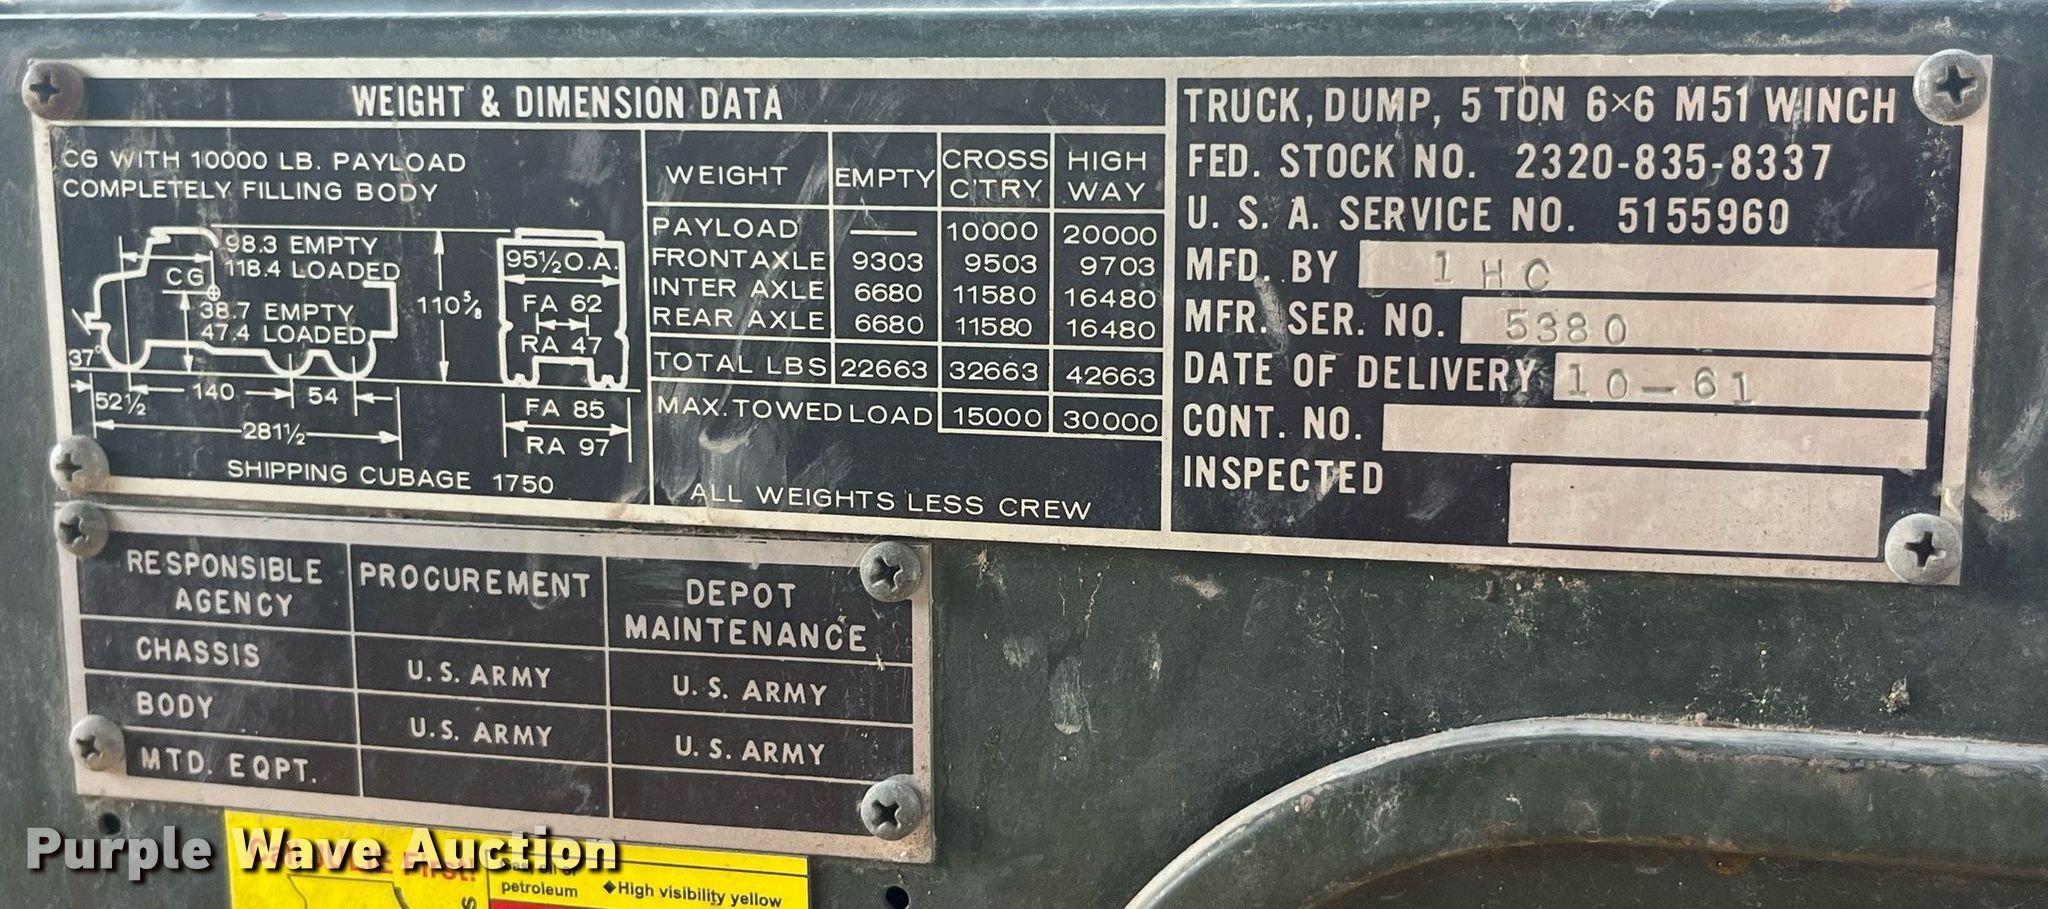 WEIGHT & DIMENSION DATA
CG WITH 10000 LB. PAYLOAD
COMPLETELY FILLING BODY
98.3 EMPTY
118.4 LOADED
CG
38.7 EMPTY
47.4 LOADED
37°
52½
140
54
281½
110⅝
95½ O.A.
FA 62
RA 47
FA 85
RA 97
SHIPPING CUBAGE 1750
WEIGHT EMPTY CROSS C'TRY HIGH WAY
PAYLOAD — 10000 20000
FRONT AXLE 9303 9503 9703
INTER AXLE 6680 11580 16480
REAR AXLE 6680 11580 16480
TOTAL LBS 22663 32663 42663
MAX. TOWED LOAD 15000 30000
ALL WEIGHTS LESS CREW
TRUCK, DUMP, 5 TON 6×6 M51 WINCH
FED. STOCK NO. 2320-835-8337
U. S. A. SERVICE NO. 5155960
MFD. BY 1HC
MFR. SER. NO. 5380
DATE OF DELIVERY 10-61
CONT. NO.
INSPECTED
RESPONSIBLE AGENCY PROCUREMENT DEPOT MAINTENANCE
CHASSIS U. S. ARMY U. S. ARMY
BODY U.S. ARMY U. S. ARMY
MTD. EQPT.
Purple Wave Auction
First!
petroleum
◆High visibility yellow